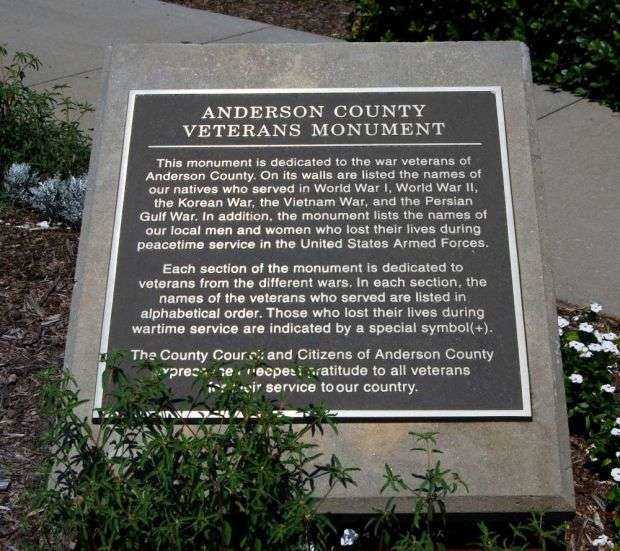 ANDERSON COUNTY
VETERANS MONUMENT
This monument is dedicated to the war veterans of
Anderson County. On its walls are listed the names of
our natives who served in World War I, World War II,
the Korean War, the Vietnam War, and the Persian
Gulf War. In addition, the monument lists the names of
our local men and women who lost their lives during
peacetime service in the United States Armed Forces.
Each section of the monument is dedicated to
veterans from the different wars. In each section, the
names of the veterans who served are listed in
alphabetical order. Those who lost their lives during
wartime service are indicated by a special symbol(+).
The County Council and Citizens of Anderson County
express their deepest gratitude to all veterans
for their service to our country.